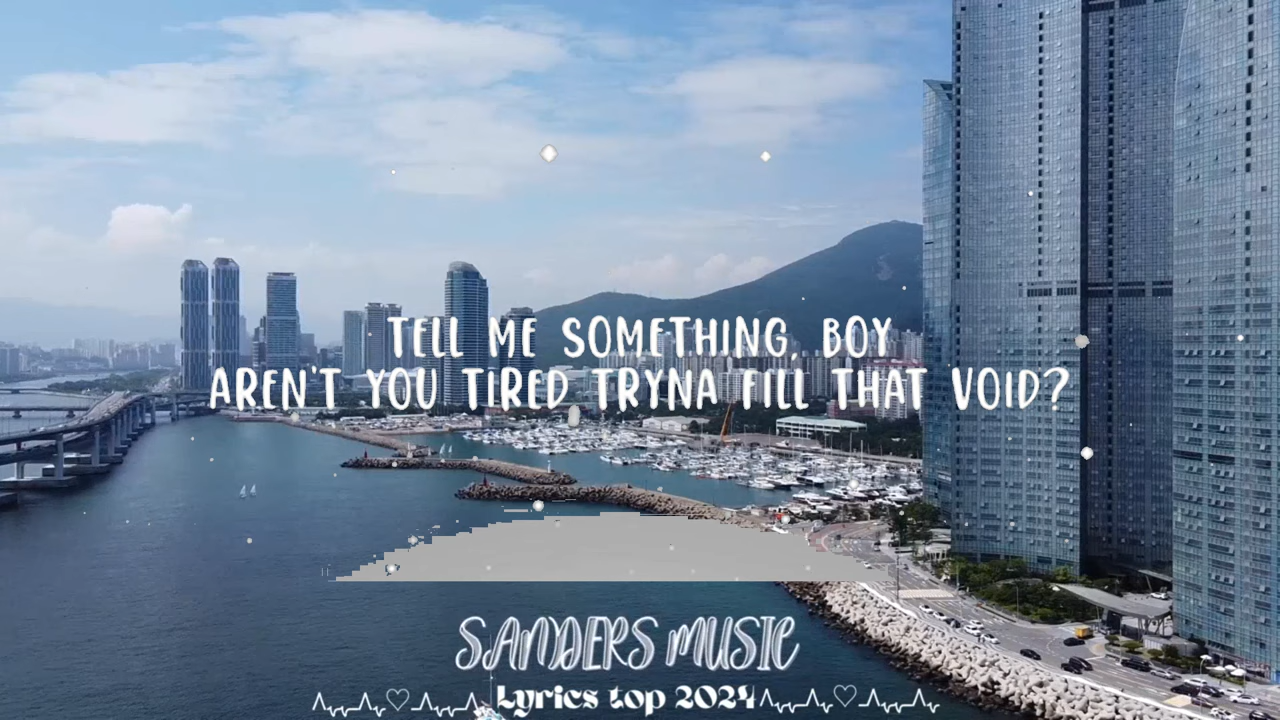 TELL ME SOMETHING, BOY
AREN'T YOU TIRED TRYNA FILL THAT VOID?
SANDERS MUSIC
Lyrics top 2024